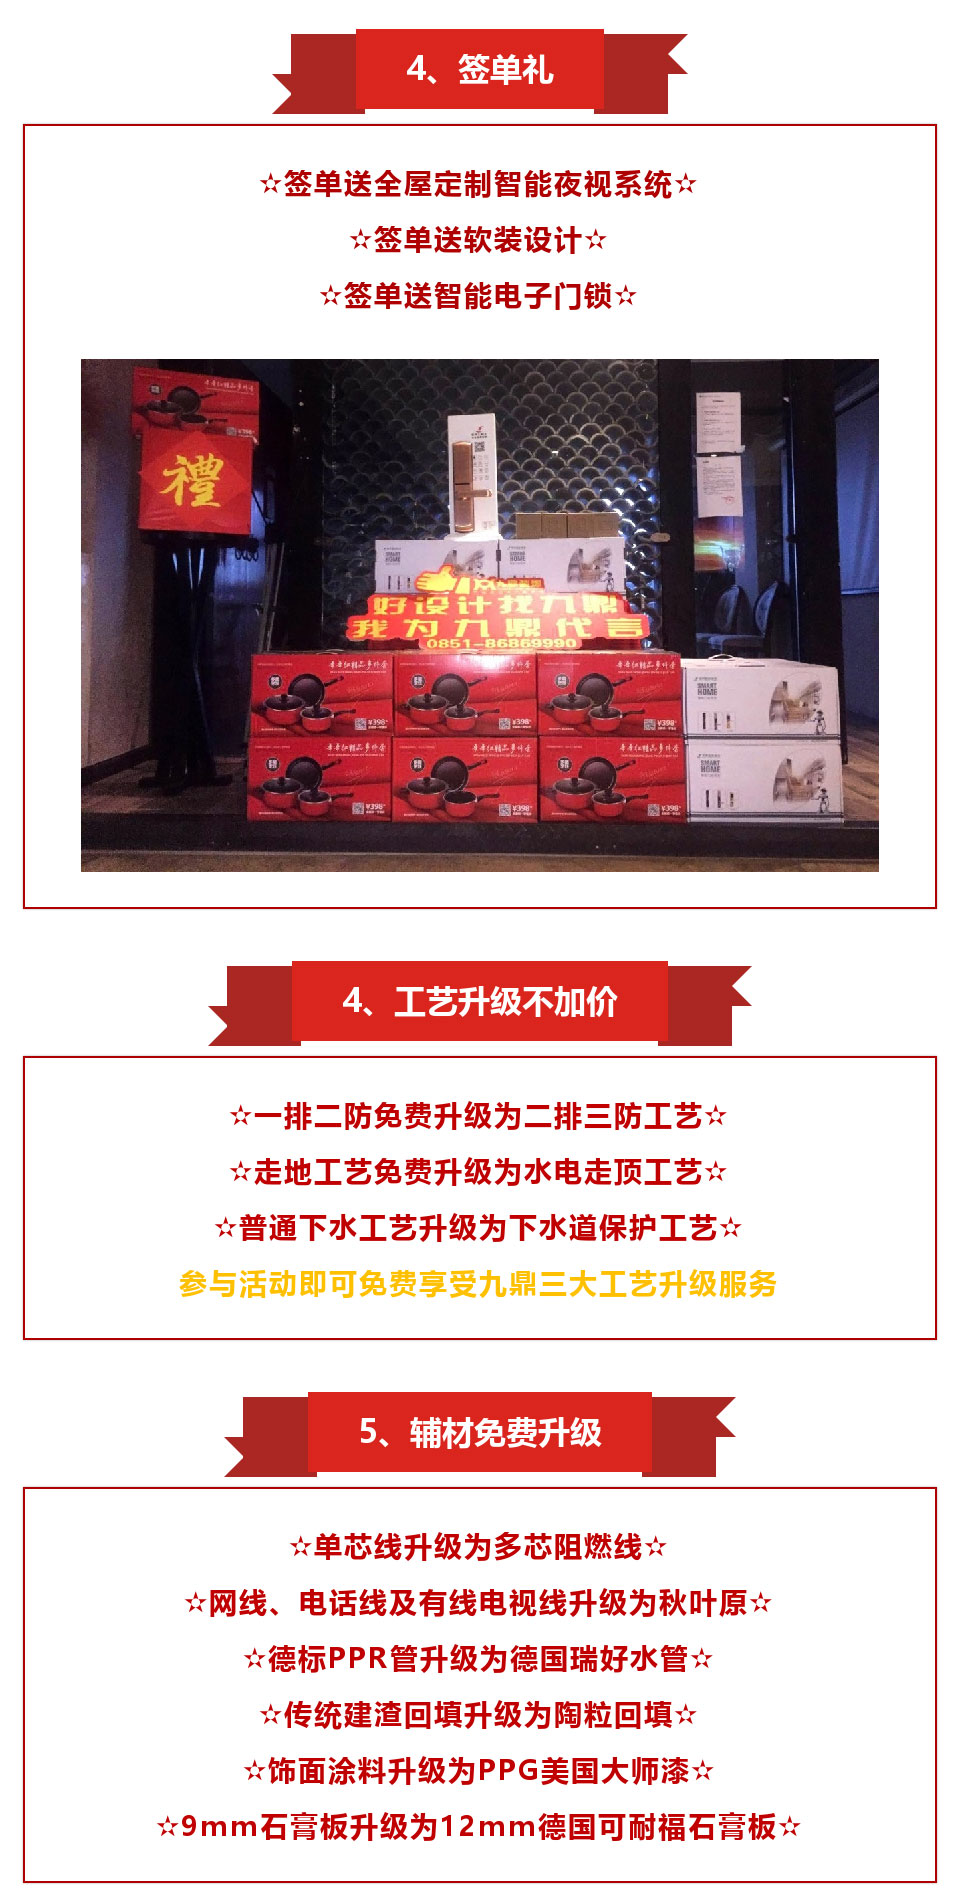 4、签单礼
☆签单送全屋定制智能夜视系统☆
☆签单送软装设计☆
☆签单送智能电子门锁☆
禮
好设计找九鼎
我为九鼎代言
0851-86869990
SMART
HOME
¥398
¥398
¥398
SMART
HOME
¥398
¥398
¥398
4、工艺升级不加价
☆一排二防免费升级为二排三防工艺☆
☆走地工艺免费升级为水电走顶工艺☆
☆普通下水工艺升级为下水道保护工艺☆
参与活动即可免费享受九鼎三大工艺升级服务
5、辅材免费升级
☆单芯线升级为多芯阻燃线☆
☆网线、电话线及有线电视线升级为秋叶原☆
☆德标PPR管升级为德国瑞好水管☆
☆传统建渣回填升级为陶粒回填☆
☆饰面涂料升级为PPG美国大师漆☆
☆9mm石膏板升级为12mm德国可耐福石膏板☆